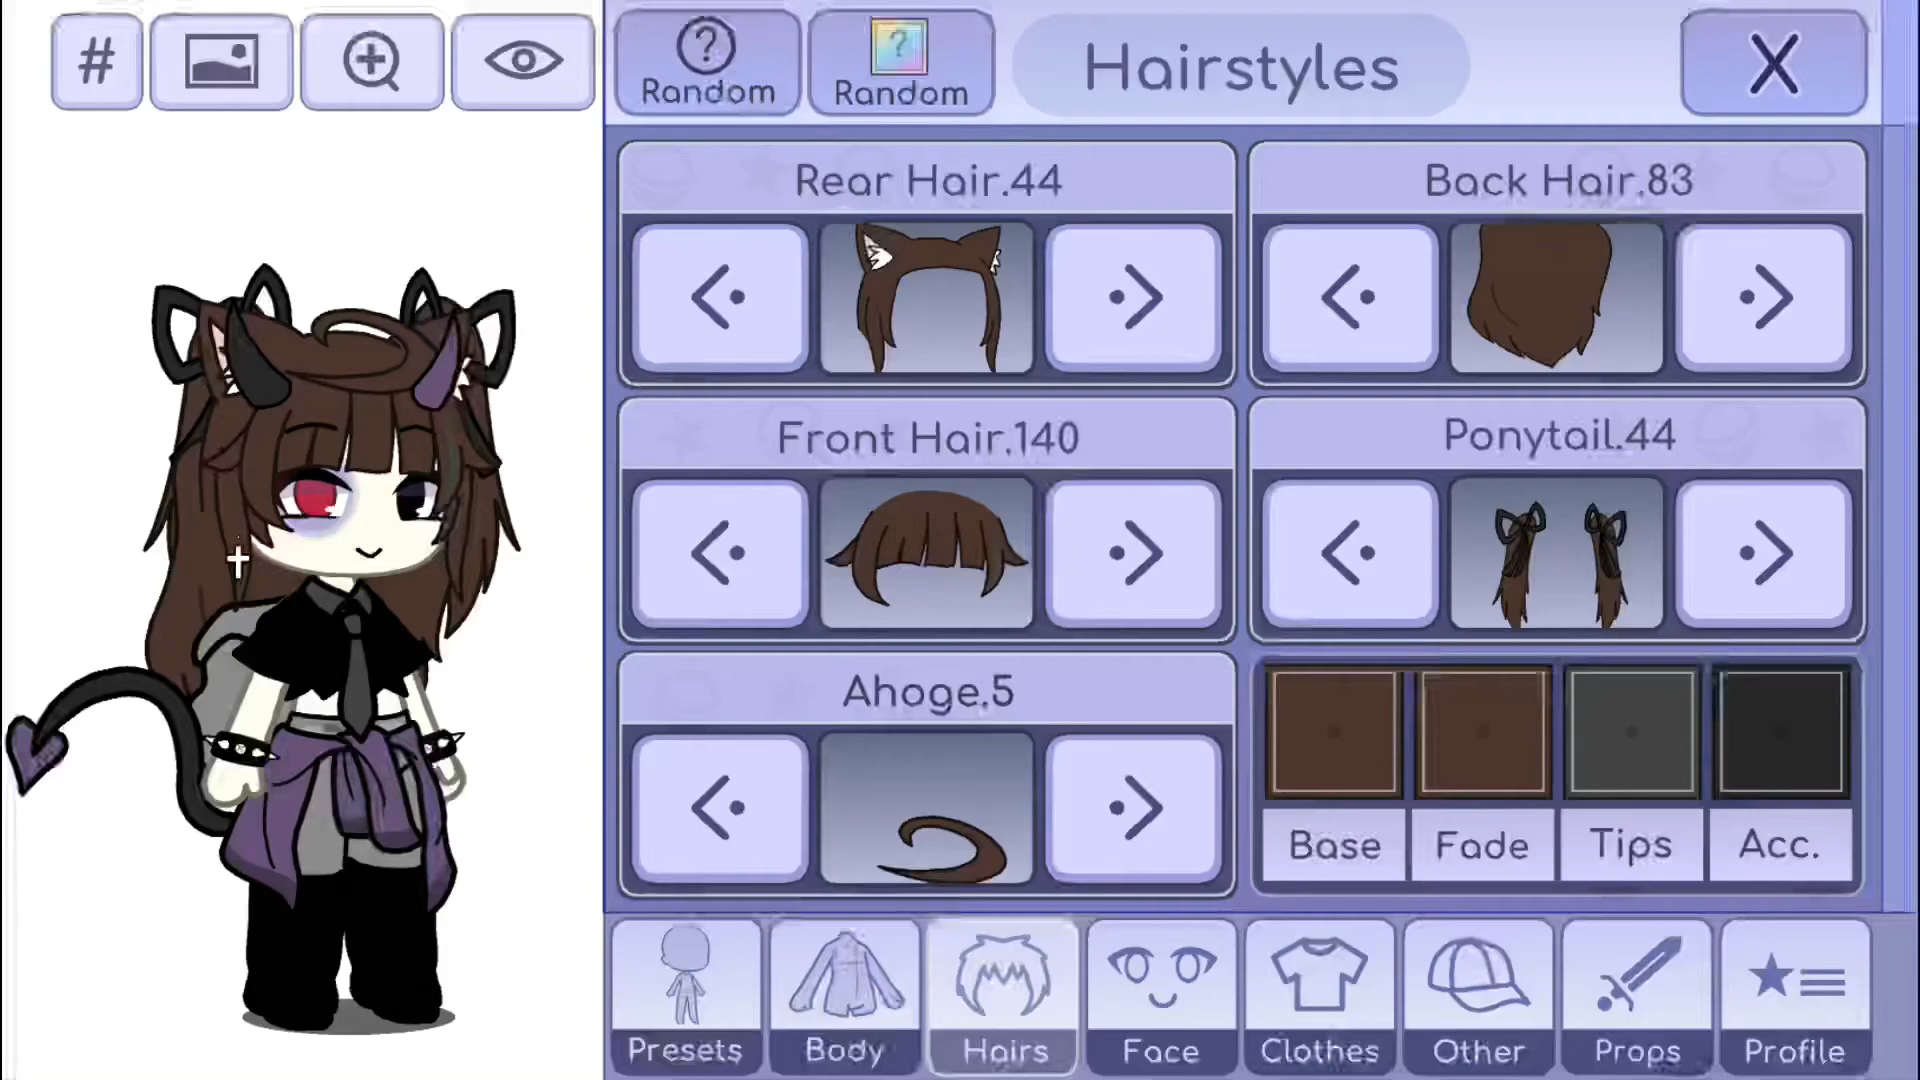 #
Random
Random
Hairstyles
X
Rear Hair.44
Back Hair.83
Front Hair.140
Ponytail.44
Ahoge.5
Base
Fade
Tips
Acc.
Presets
Body
Hairs
Face
Clothes
Other
Props
Profile